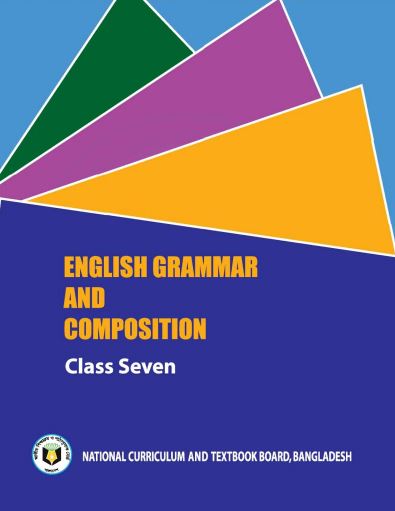 ENGLISH GRAMMAR
AND
COMPOSITION
Class Seven
NATIONAL CURRICULUM AND TEXTBOOK BOARD, BANGLADESH